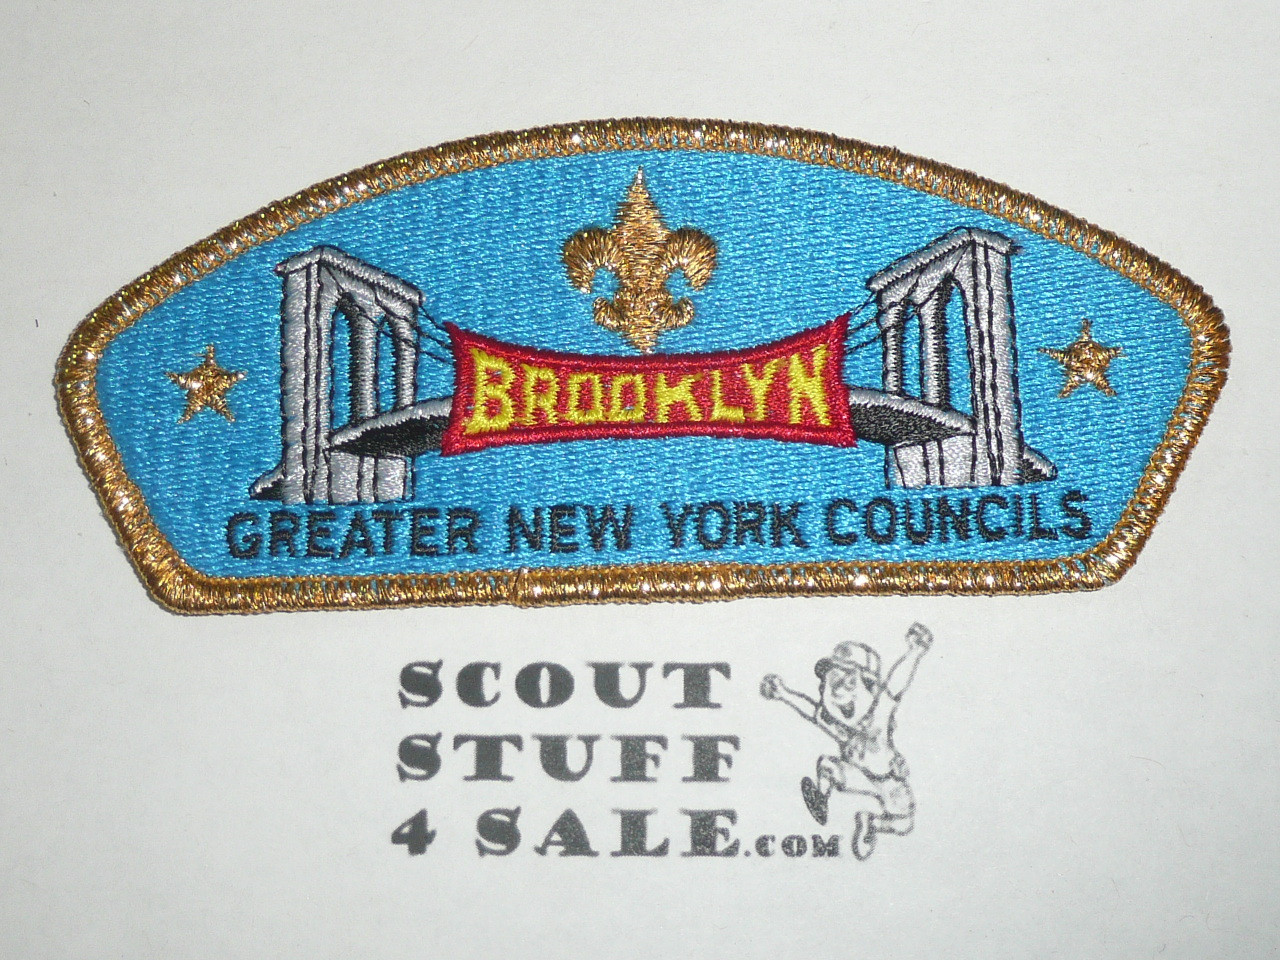 BROOKLYN
GREATER NEW YORK COUNCILS
SCOUT
STUFF
4 SALE.COM